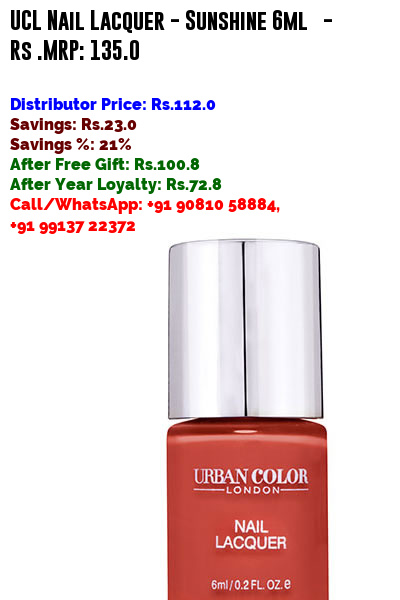 UCL Nail Lacquer - Sunshine 6ml -
Rs .MRP: 135.0
Distributor Price: Rs.112.0
Savings: Rs.23.0
Savings %: 21%
After Free Gift: Rs.100.8
After Year Loyalty: Rs.72.8
Call/WhatsApp: +91 90810 58884,
+91 99137 22372
URBAN COLOR
LONDON
NAIL
LACQUER
6ml/0.2 FL. OZ. e